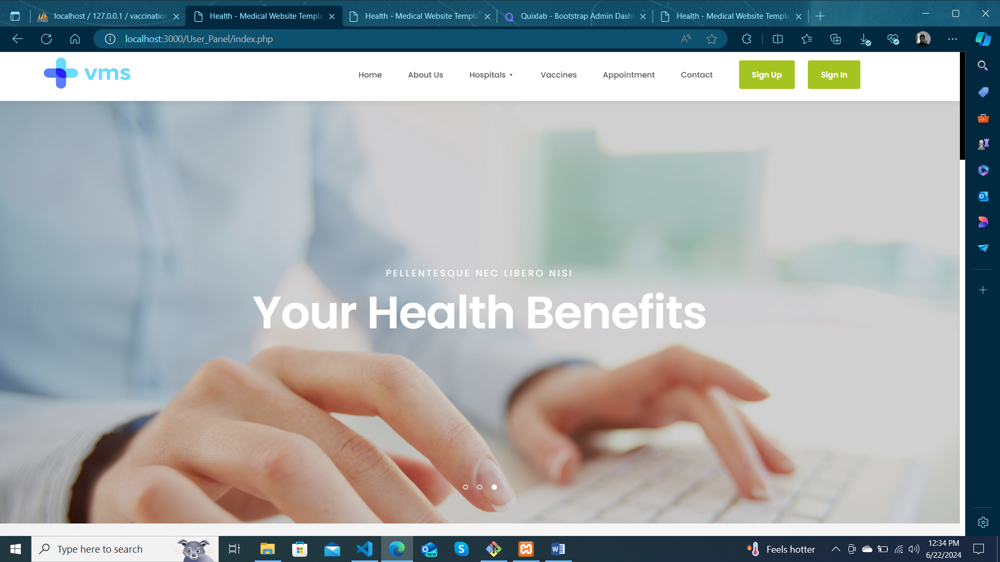 localhost / 127.0.0.1 / vaccination
Health - Medical Website Templa
Health - Medical Website Templa
Quixlab - Bootstrap Admin Dash
Health - Medical Website Templa
localhost:3000/User_Panel/index.php
vms
Home
About Us
Hospitals
Vaccines
Appointment
Contact
Sign Up
Sign In
PELLENTESQUE NEC LIBERO NISI
Your Health Benefits
Type here to search
NEW
Feels hotter
12:34 PM
6/22/2024